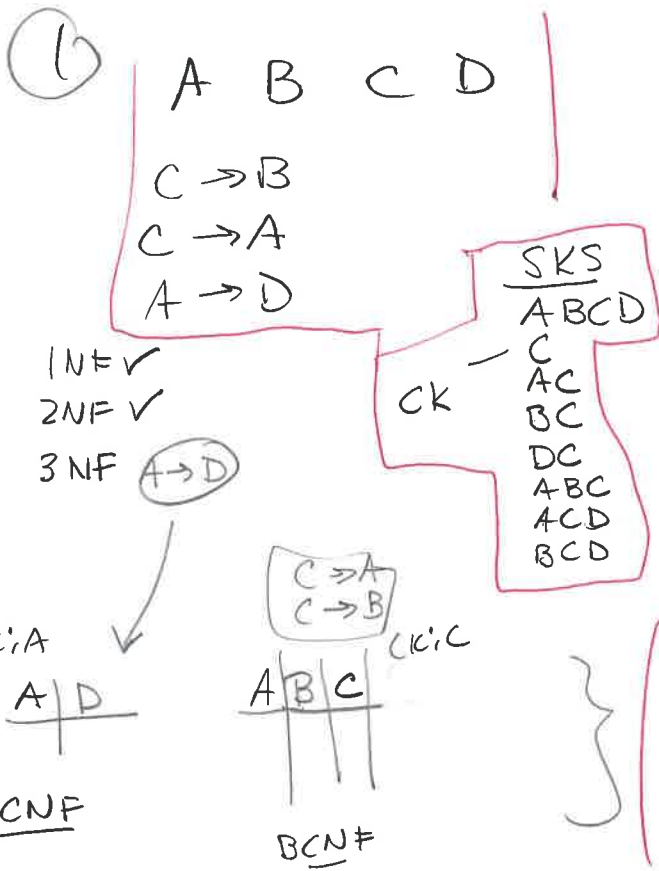 1
A B C D
C → B
C → A
A → D
SKS
ABCD
C
CK
AC
BC
DC
ABC
ACD
BCD
1NF ✓
2NF ✓
3NF A→D
C → A
C → B
:A
CK:C
A D
A B C
CNF
BCNF